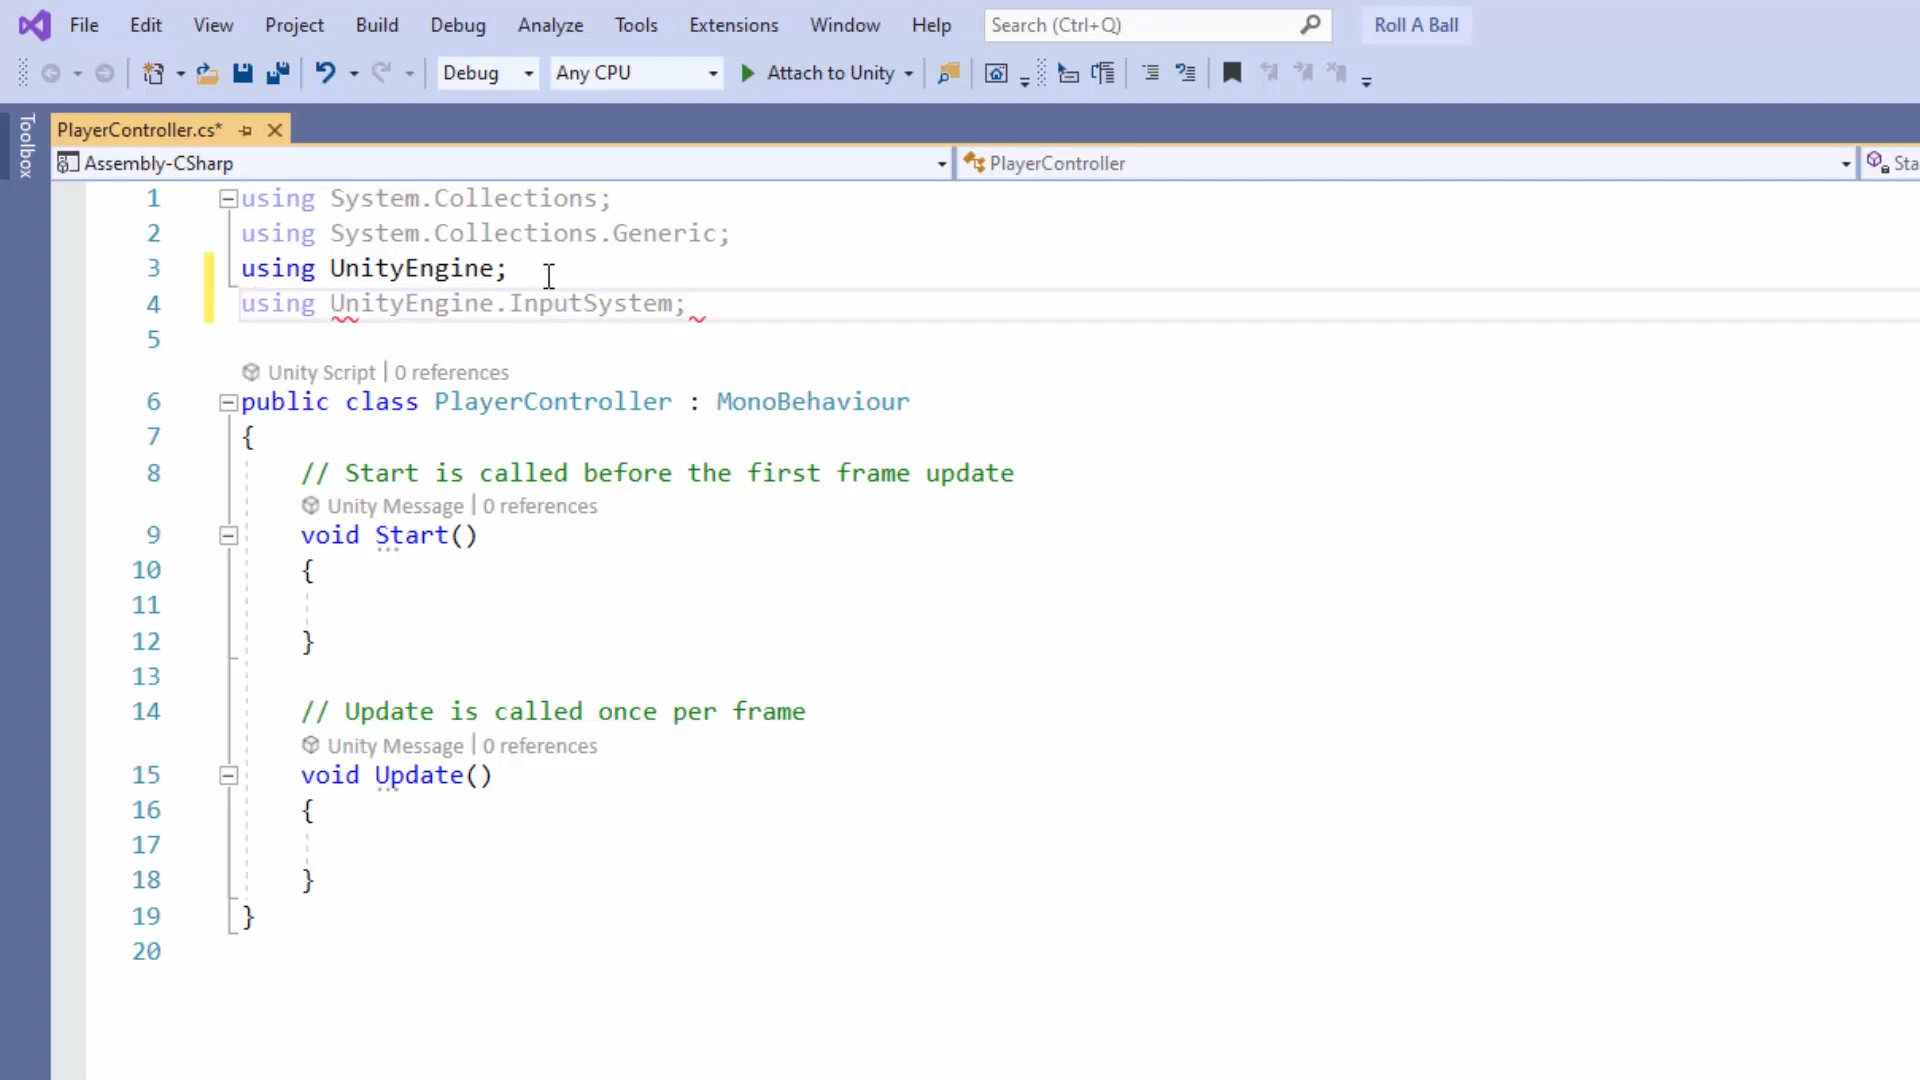 File Edit View Project Build Debug Analyze Tools Extensions Window Help Search (Ctrl+Q) Roll A Ball
Debug Any CPU Attach to Unity
Toolbox
PlayerController.cs*
Assembly-CSharp PlayerController Sta
1 using System.Collections;
2 using System.Collections.Generic;
3 using UnityEngine;
4 using UnityEngine.InputSystem;
5
Unity Script | 0 references
6 public class PlayerController : MonoBehaviour
7 {
8 // Start is called before the first frame update
Unity Message | 0 references
9 void Start()
10 {
11
12 }
13
14 // Update is called once per frame
Unity Message | 0 references
15 void Update()
16 {
17
18 }
19 }
20